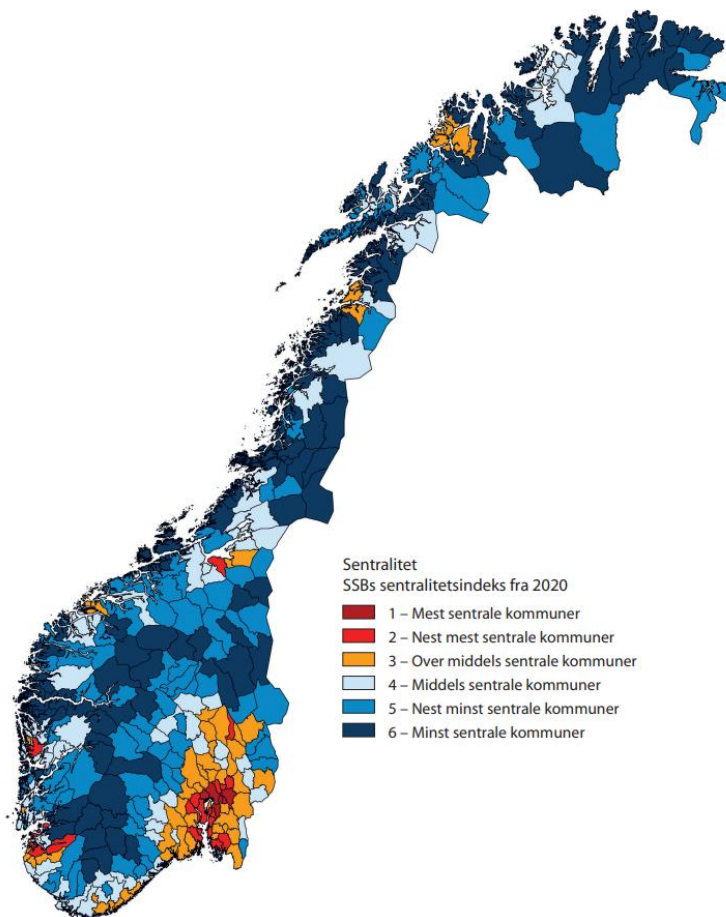 Sentralitet
SSBs sentralitetsindeks fra 2020
1 – Mest sentrale kommuner
2 – Nest mest sentrale kommuner
3 – Over middels sentrale kommuner
4 – Middels sentrale kommuner
5 – Nest minst sentrale kommuner
6 – Minst sentrale kommuner